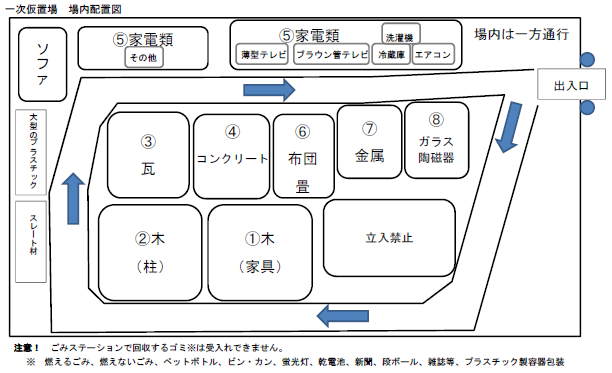 一次仮置場　場内配置図
ソファ
⑤家電類
その他
⑤家電類
洗濯機
薄型テレビ
ブラウン管テレビ
冷蔵庫
エアコン
場内は一方通行
出入口
大型のプラスチック
スレート材
③
瓦
④
コンクリート
⑥
布団
畳
⑦
金属
⑧
ガラス
陶磁器
②木
（柱）
①木
（家具）
立入禁止
注意！　ごみステーションで回収するゴミ※は受入れできません。
※　燃えるごみ、燃えないごみ、ペットボトル、ビン・カン、蛍光灯、乾電池、新聞、段ボール、雑誌等、プラスチック製容器包装